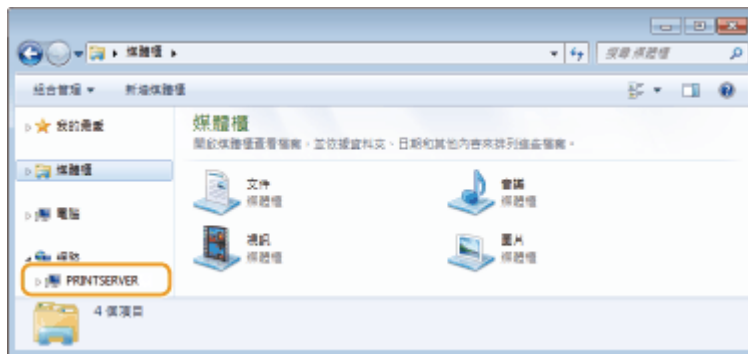 媒體櫃
搜尋 媒體櫃
組合管理 新增媒體櫃
我的最愛
媒體櫃
電腦
網路
PRINTSERVER
媒體櫃
開啟媒體櫃查看檔案，並依據資料夾、日期和其他內容來排列這些檔案。
文件
媒體櫃
音樂
媒體櫃
視訊
媒體櫃
圖片
媒體櫃
4 個項目